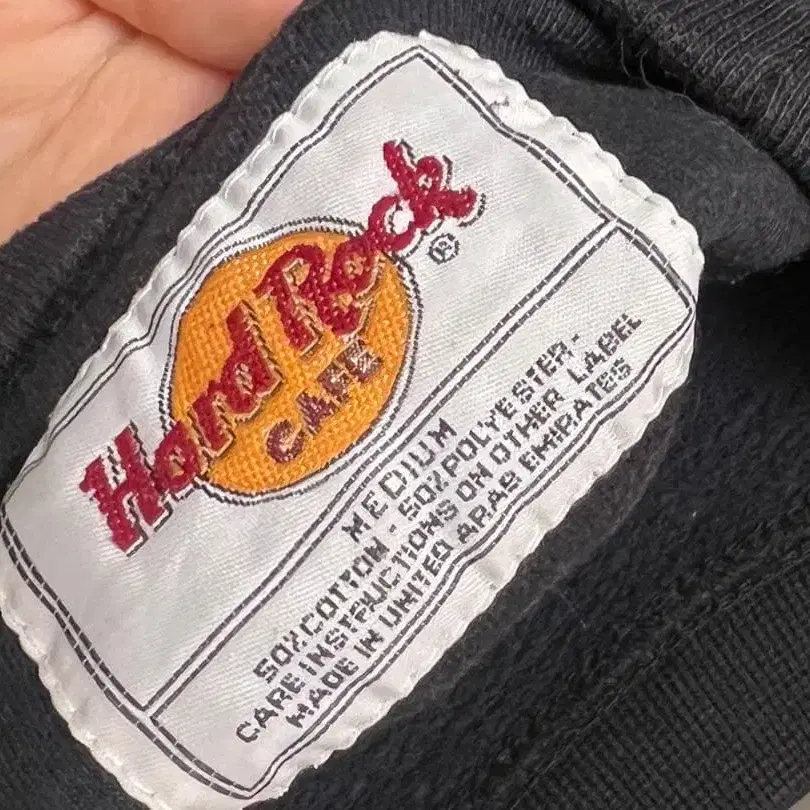 Hard Rock
CAFE
®
MEDIUM
50%COTTON - 50%POLYESTER-
CARE INSTRUCTIONS ON OTHER LABEL
MADE IN UNITED ARAB EMIRATES